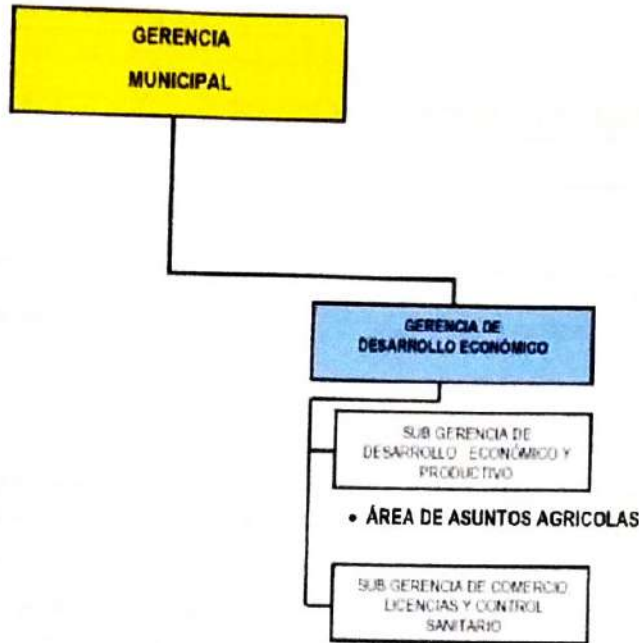 GERENCIA
MUNICIPAL
GERENCIA DE
DESARROLLO ECONÓMICO
SUB GERENCIA DE
DESARROLLO ECONÓMICO Y
PRODUCTIVO
• ÁREA DE ASUNTOS AGRICOLAS
SUB GERENCIA DE COMERCIO
LICENCIAS Y CONTROL
SANITARIO